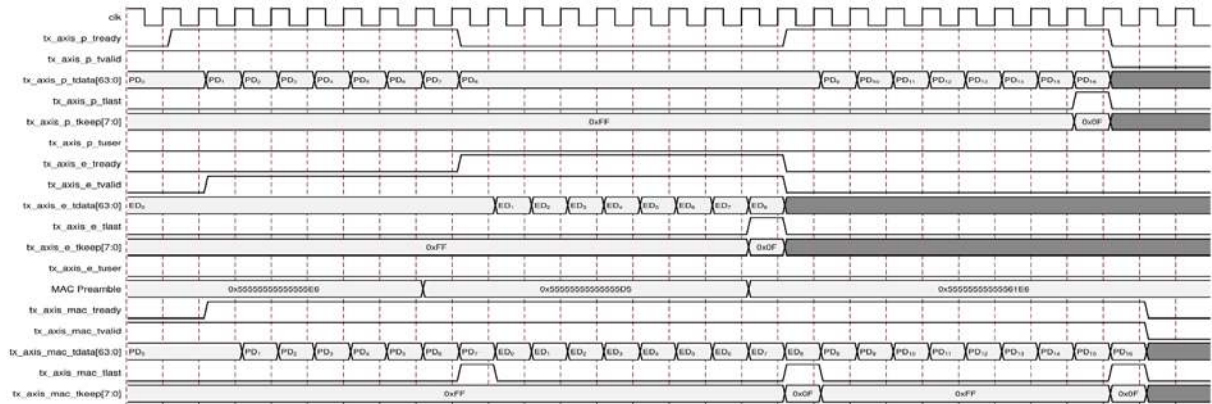 clk
tx_axis_p_tready
tx_axis_p_tvalid
tx_axis_p_tdata[63:0] PD₀ PD₁ PD₂ PD₃ PD₄ PD₅ PD₆ PD₇ PD₈ PD₉ PD₁₀ PD₁₁ PD₁₂ PD₁₃ PD₁₄ PD₁₅ PD₁₆
tx_axis_p_tlast
tx_axis_p_tkeep[7:0] 0xFF 0x0F
tx_axis_p_tuser
tx_axis_e_tready
tx_axis_e_tvalid
tx_axis_e_tdata[63:0] ED₀ ED₁ ED₂ ED₃ ED₄ ED₅ ED₆ ED₇ ED₈
tx_axis_e_tlast
tx_axis_e_tkeep[7:0] 0xFF 0x0F
tx_axis_e_tuser
MAC Preamble 0x55555555555555E6 0x55555555555555D5 0x55555555555561E6
tx_axis_mac_tready
tx_axis_mac_tvalid
tx_axis_mac_tdata[63:0] PD₀ PD₁ PD₂ PD₃ PD₄ PD₅ PD₆ PD₇ ED₀ ED₁ ED₂ ED₃ ED₄ ED₅ ED₆ ED₇ ED₈ PD₈ PD₉ PD₁₀ PD₁₁ PD₁₂ PD₁₃ PD₁₄ PD₁₅ PD₁₆
tx_axis_mac_tlast
tx_axis_mac_tkeep[7:0] 0xFF 0x0F 0xFF 0x0F